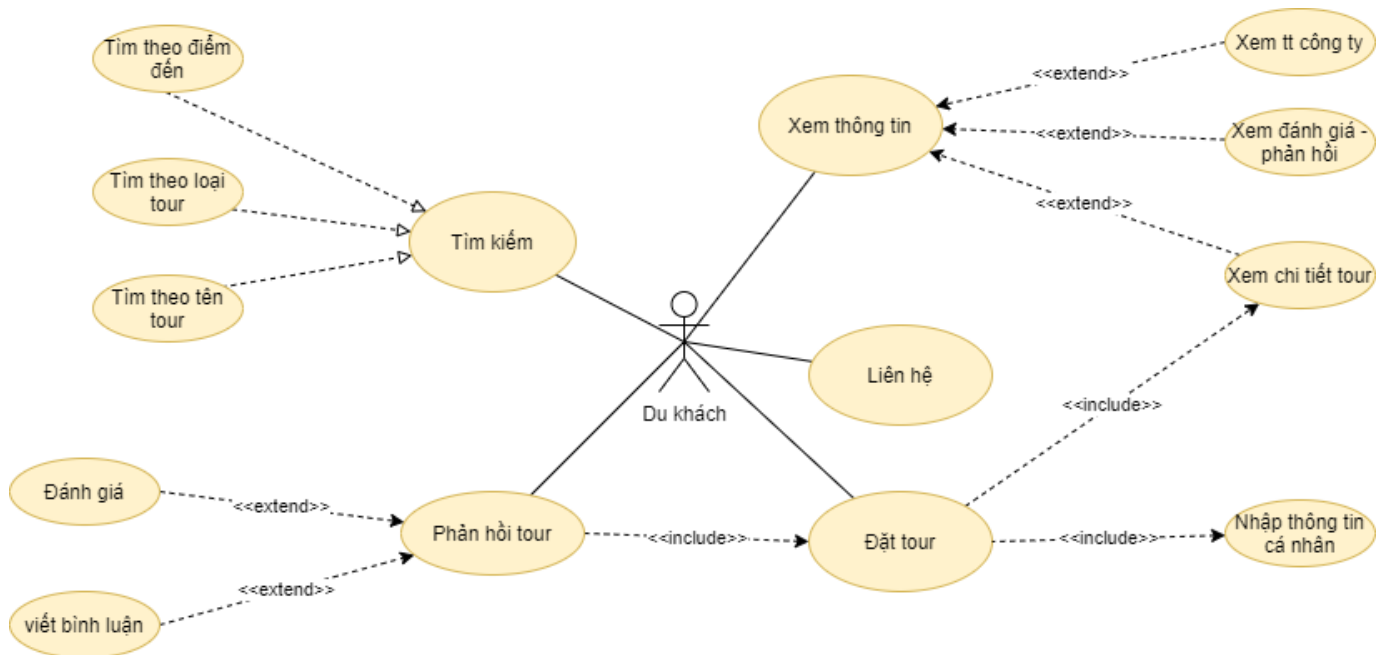 Tìm theo điểm
đến
Tìm theo loại
tour
Tìm theo tên
tour
Tìm kiếm
Xem thông tin
<<extend>>
<<extend>>
<<extend>>
Xem tt công ty
Xem đánh giá -
phản hồi
Xem chi tiết tour
Liên hệ
Du khách
Đánh giá
viết bình luận
<<extend>>
<<extend>>
Phản hồi tour
<<include>>
Đặt tour
<<include>>
<<include>>
Nhập thông tin
cá nhân